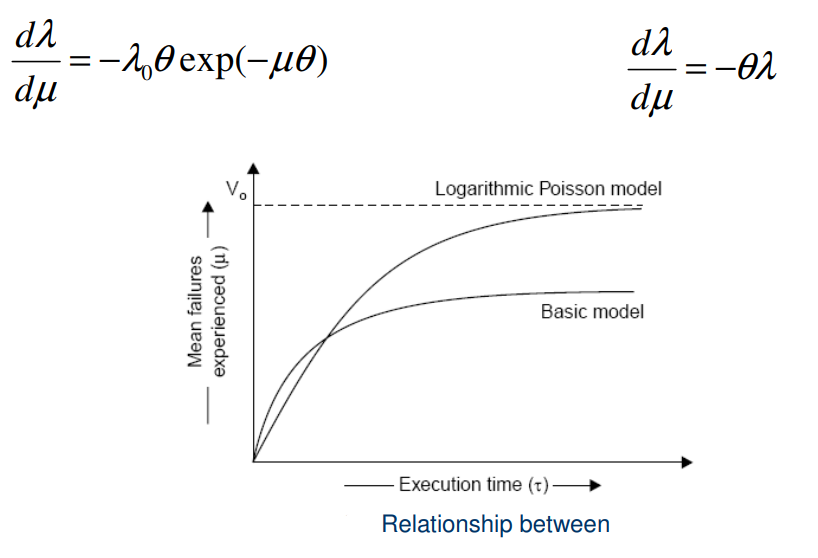 dλ/dμ = −λ₀θ exp(−μθ)
dλ/dμ = −θλ
V₀
Logarithmic Poisson model
Basic model
Mean failures
experienced (μ)
Execution time (τ)
Relationship between